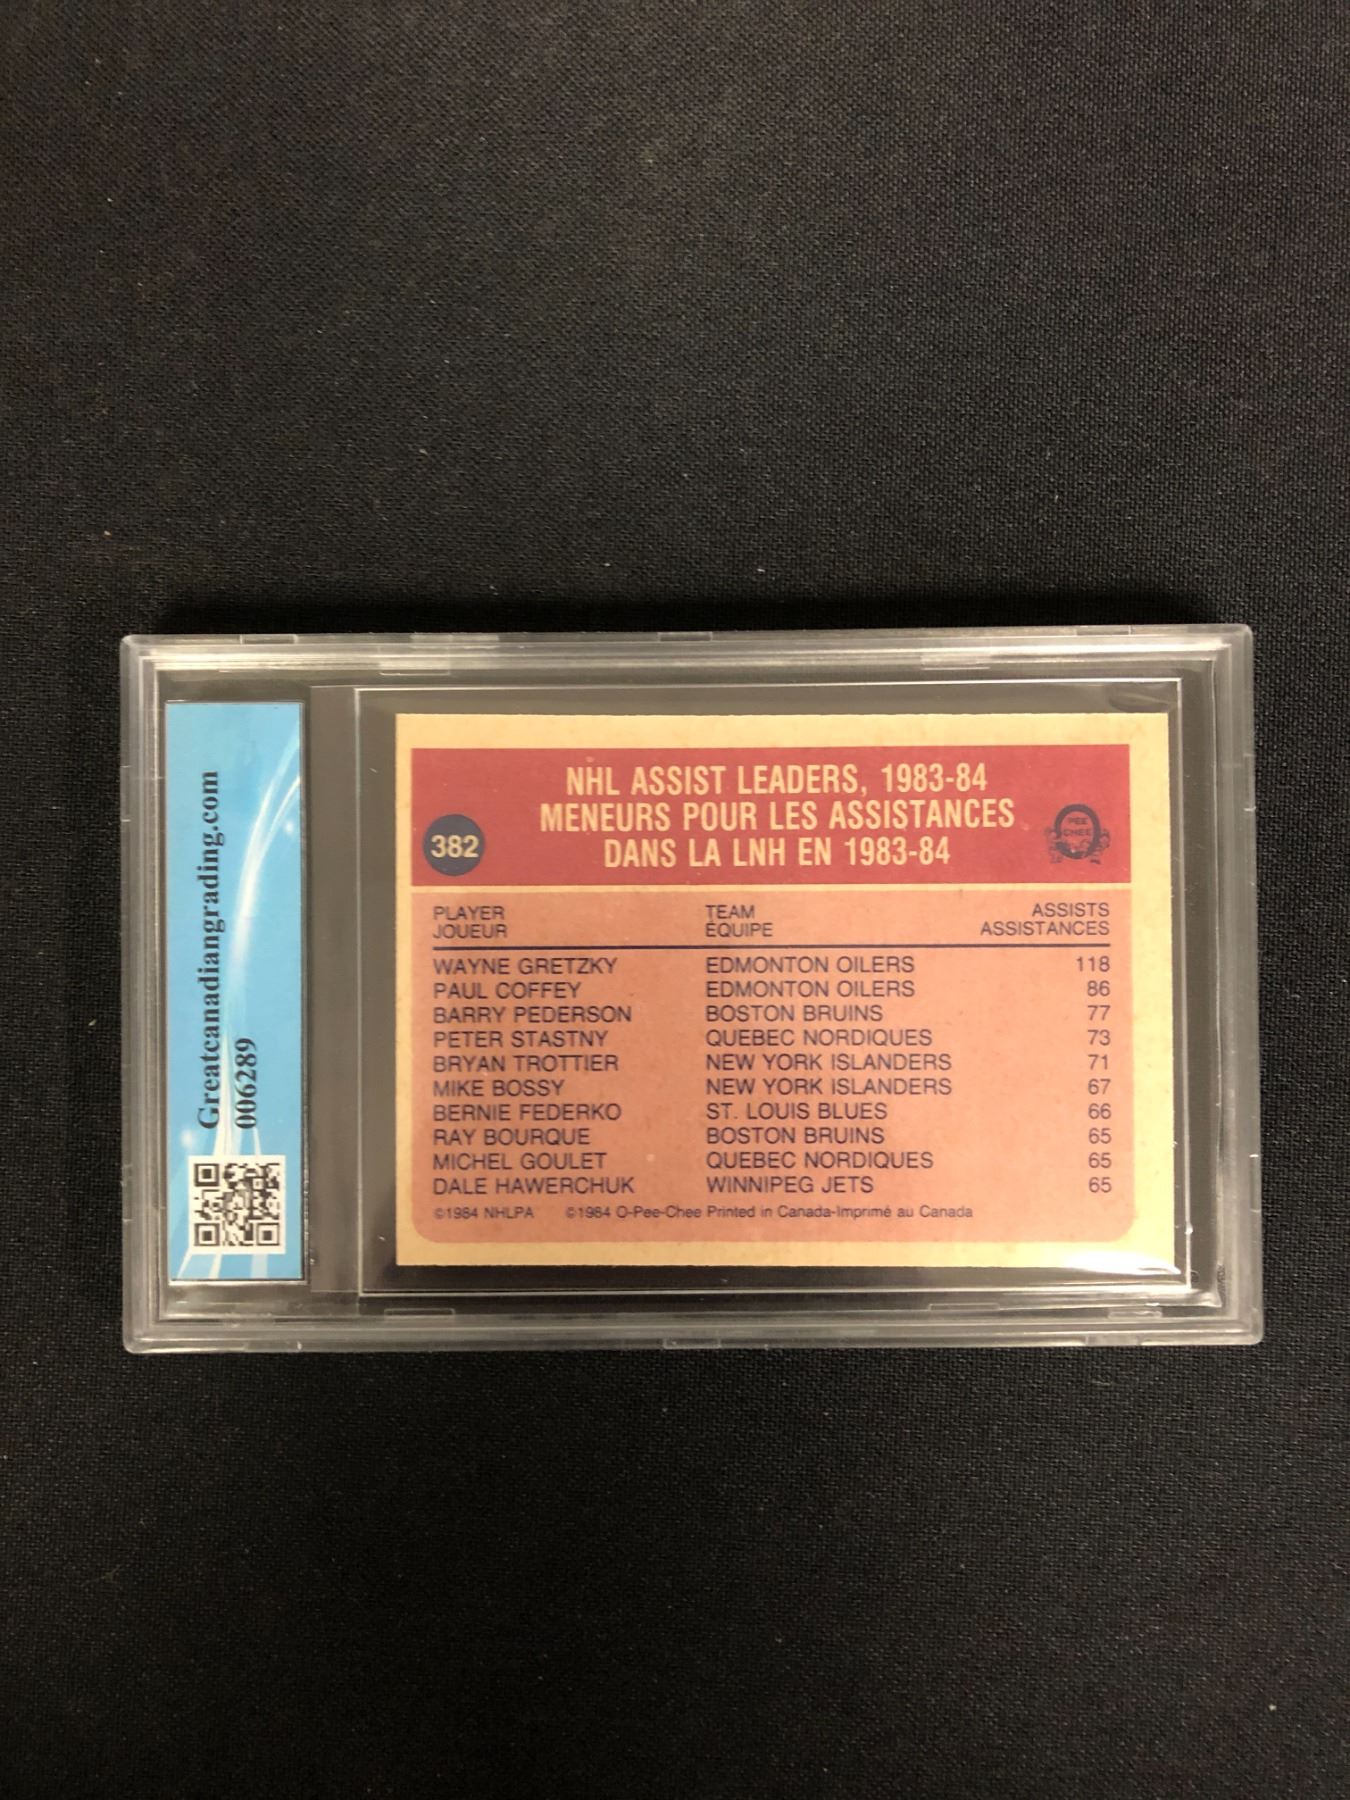 NHL ASSIST LEADERS, 1983-84
MENEURS POUR LES ASSISTANCES
DANS LA LNH EN 1983-84
382
PEE
CHEE
PLAYER TEAM ASSISTS
JOUEUR ÉQUIPE ASSISTANCES
WAYNE GRETZKY EDMONTON OILERS 118
PAUL COFFEY EDMONTON OILERS 86
BARRY PEDERSON BOSTON BRUINS 77
PETER STASTNY QUEBEC NORDIQUES 73
BRYAN TROTTIER NEW YORK ISLANDERS 71
MIKE BOSSY NEW YORK ISLANDERS 67
BERNIE FEDERKO ST. LOUIS BLUES 66
RAY BOURQUE BOSTON BRUINS 65
MICHEL GOULET QUEBEC NORDIQUES 65
DALE HAWERCHUK WINNIPEG JETS 65
©1984 NHLPA ©1984 O-Pee-Chee Printed in Canada-Imprimé au Canada
Greatcanadiangrading.com
006289